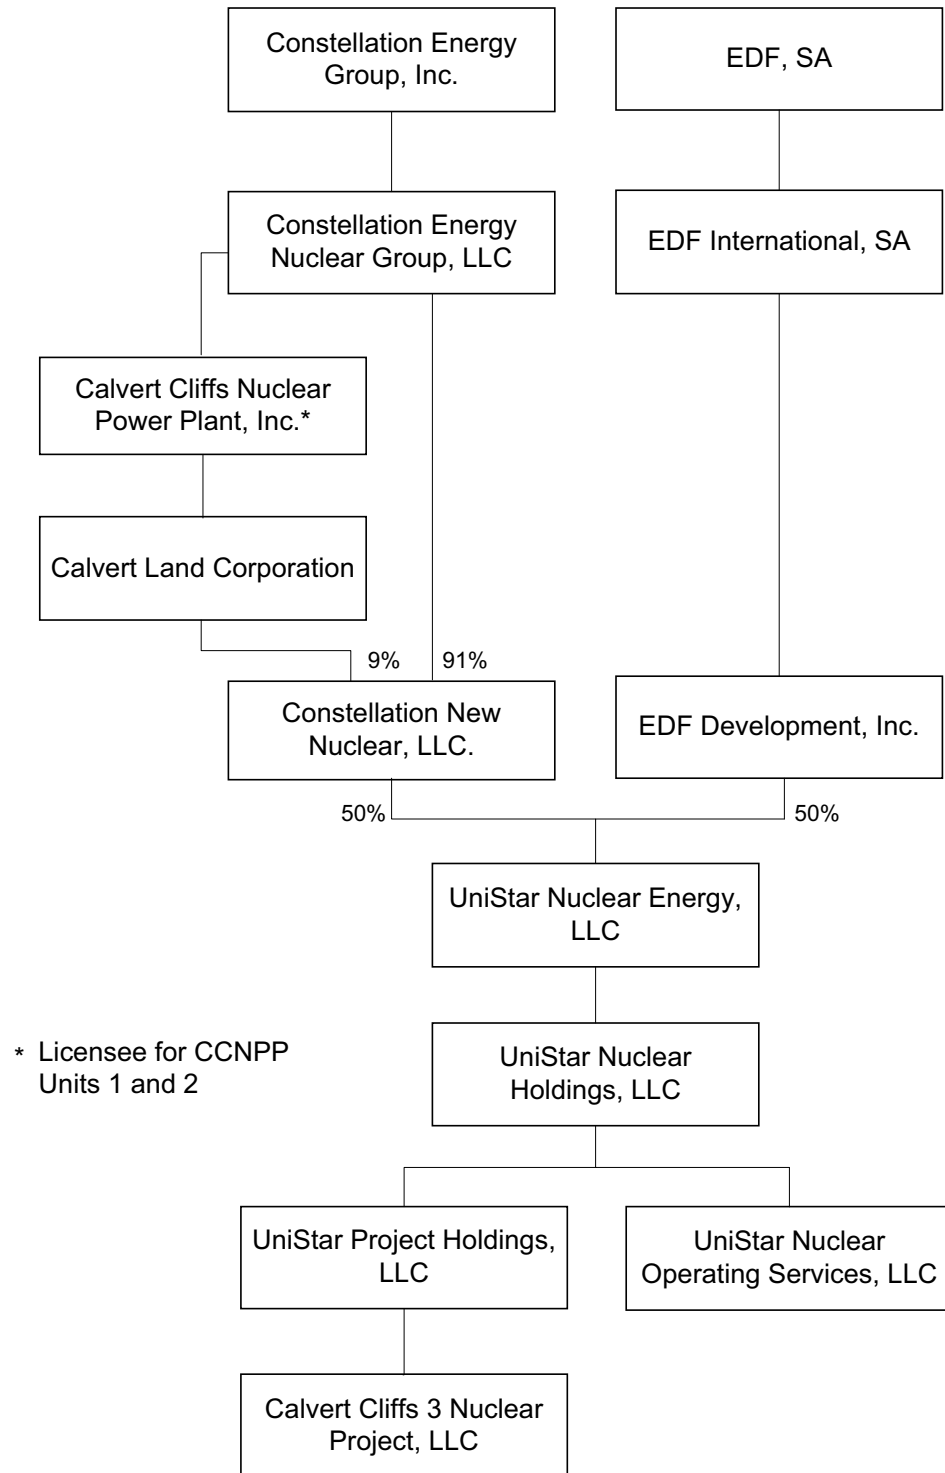 Constellation Energy
Group, Inc.
EDF, SA
Constellation Energy
Nuclear Group, LLC
EDF International, SA
Calvert Cliffs Nuclear
Power Plant, Inc.*
Calvert Land Corporation
9%
91%
Constellation New
Nuclear, LLC.
EDF Development, Inc.
50%
50%
UniStar Nuclear Energy,
LLC
* Licensee for CCNPP
Units 1 and 2
UniStar Nuclear
Holdings, LLC
UniStar Project Holdings,
LLC
UniStar Nuclear
Operating Services, LLC
Calvert Cliffs 3 Nuclear
Project, LLC